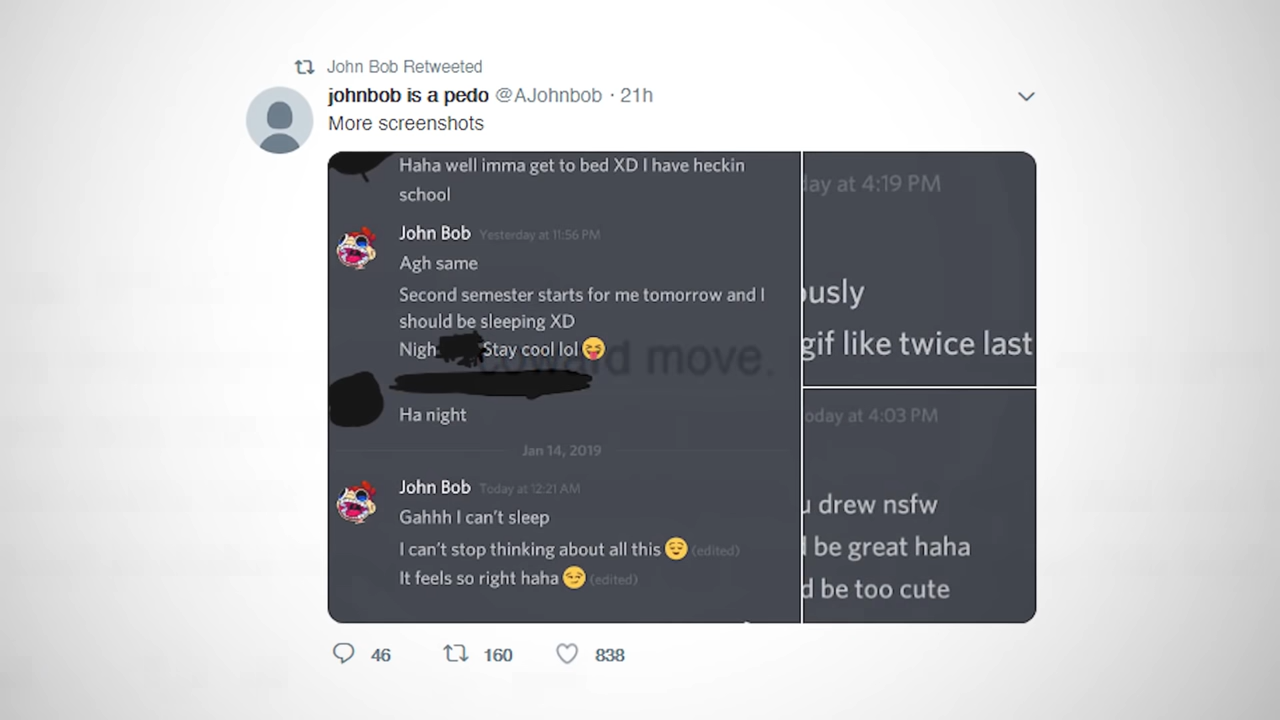 John Bob Retweeted
johnbob is a pedo @AJohnbob · 21h
More screenshots
Haha well imma get to bed XD I have heckin
school
John Bob Yesterday at 11:56 PM
Agh same
Second semester starts for me tomorrow and I
should be sleeping XD
Nigh Stay cool lol 😝
move.
Ha night
Jan 14, 2019
John Bob Today at 12:21 AM
Gahhh I can't sleep
I can't stop thinking about all this 😌 (edited)
It feels so right haha 😏 (edited)
day at 4:19 PM
ously
gif like twice last
oday at 4:03 PM
u drew nsfw
d be great haha
d be too cute
46 160 838